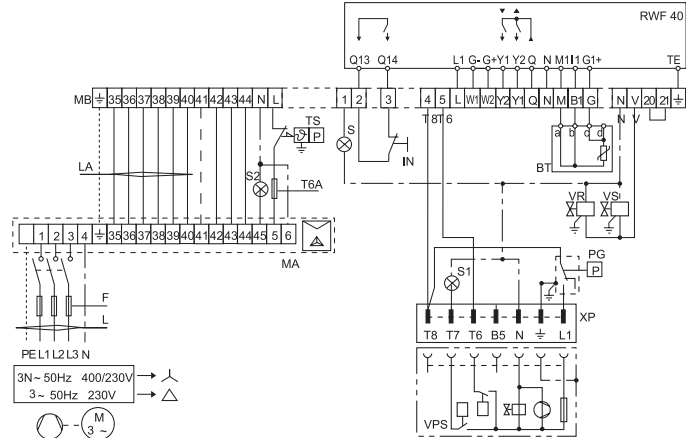 RWF 40
Q13 Q14 L1 G- G+ Y1 Y2 Q N M1 I1 G1+ TE
MB 35 36 37 38 39 40 41 42 43 44 N L
1 2 3 4 5 L W1 W2 Y2 Y1 Q N M B1 G N V 20 21
T8 T6 N V
TS
P
S
IN
a b c d
BT
LA
S2
T6A
VR VS
1 2 3 4 35 36 37 38 39 40 41 42 43 44 45 5 6
MA
PG
P
S1
F
L
XP
T8 T7 T6 B5 N L1
PE L1 L2 L3 N
3N~ 50Hz 400/230V
3~ 50Hz 230V
M
3~
VPS